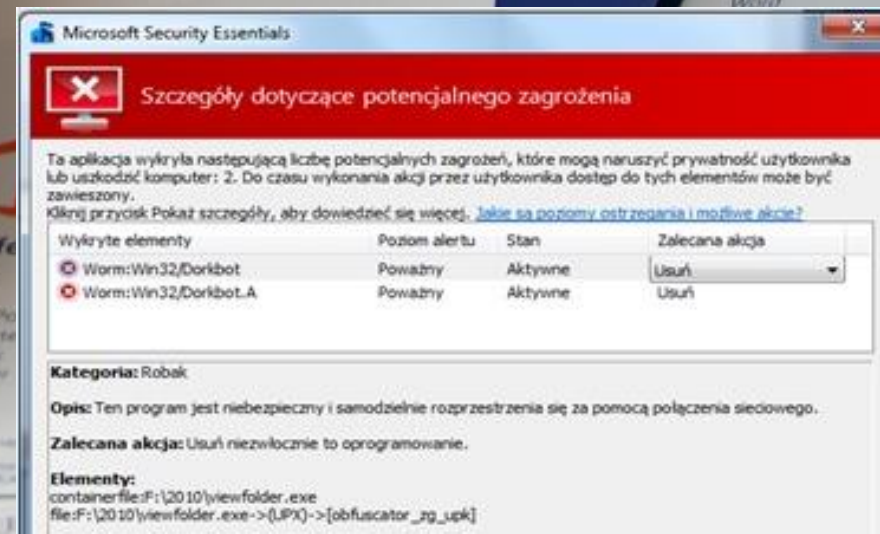 Word
Microsoft Security Essentials
Szczegóły dotyczące potencjalnego zagrożenia
Ta aplikacja wykryła następującą liczbę potencjalnych zagrożeń, które mogą naruszyć prywatność użytkownika
lub uszkodzić komputer: 2. Do czasu wykonania akcji przez użytkownika dostęp do tych elementów może być
zawieszony.
Kliknij przycisk Pokaż szczegóły, aby dowiedzieć się więcej. Jakie są poziomy ostrzegania i możliwe akcje?
Wykryte elementy Poziom alertu Stan Zalecana akcja
Worm:Win32/Dorkbot Poważny Aktywne Usuń
Worm:Win32/Dorkbot.A Poważny Aktywne Usuń
Kategoria: Robak
Opis: Ten program jest niebezpieczny i samodzielnie rozprzestrzenia się za pomocą połączenia sieciowego.
Zalecana akcja: Usuń niezwłocznie to oprogramowanie.
Elementy:
containerfile:F:\2010\viewfolder.exe
file:F:\2010\viewfolder.exe->(UPX)->[obfuscator_zg_upk]